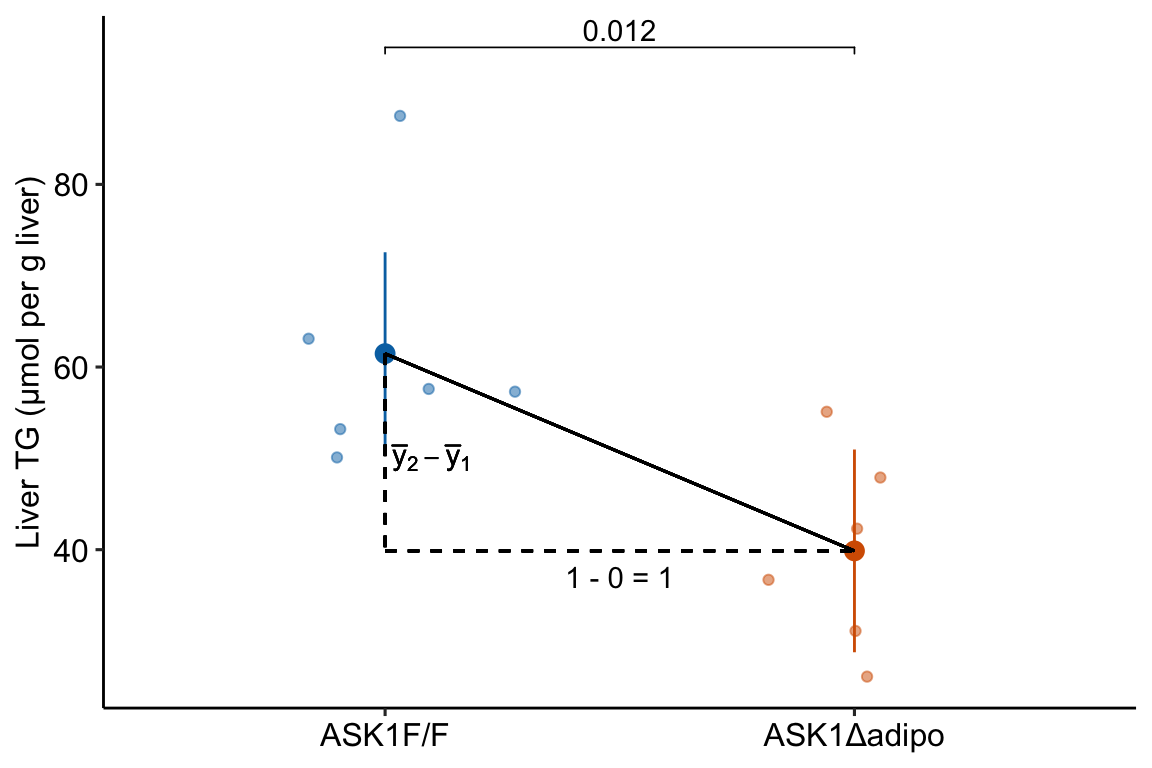 0.012
Liver TG (μmol per g liver)
80
60
40
y̅₂ – y̅₁
1 - 0 = 1
ASK1F/F
ASK1Δadipo